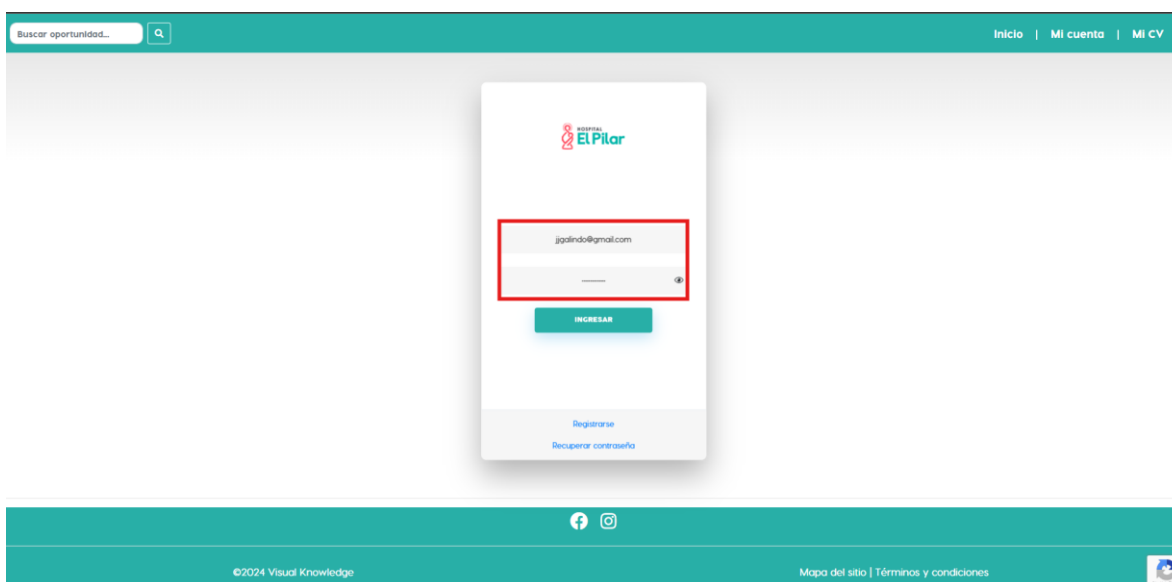 Buscar oportunidad...
Inicio | Mi cuenta | Mi CV
HOSPITAL
El Pilar
jjgalindo@gmail.com
INGRESAR
Registrarse
Recuperar contraseña
©2024 Visual Knowledge
Mapa del sitio | Términos y condiciones